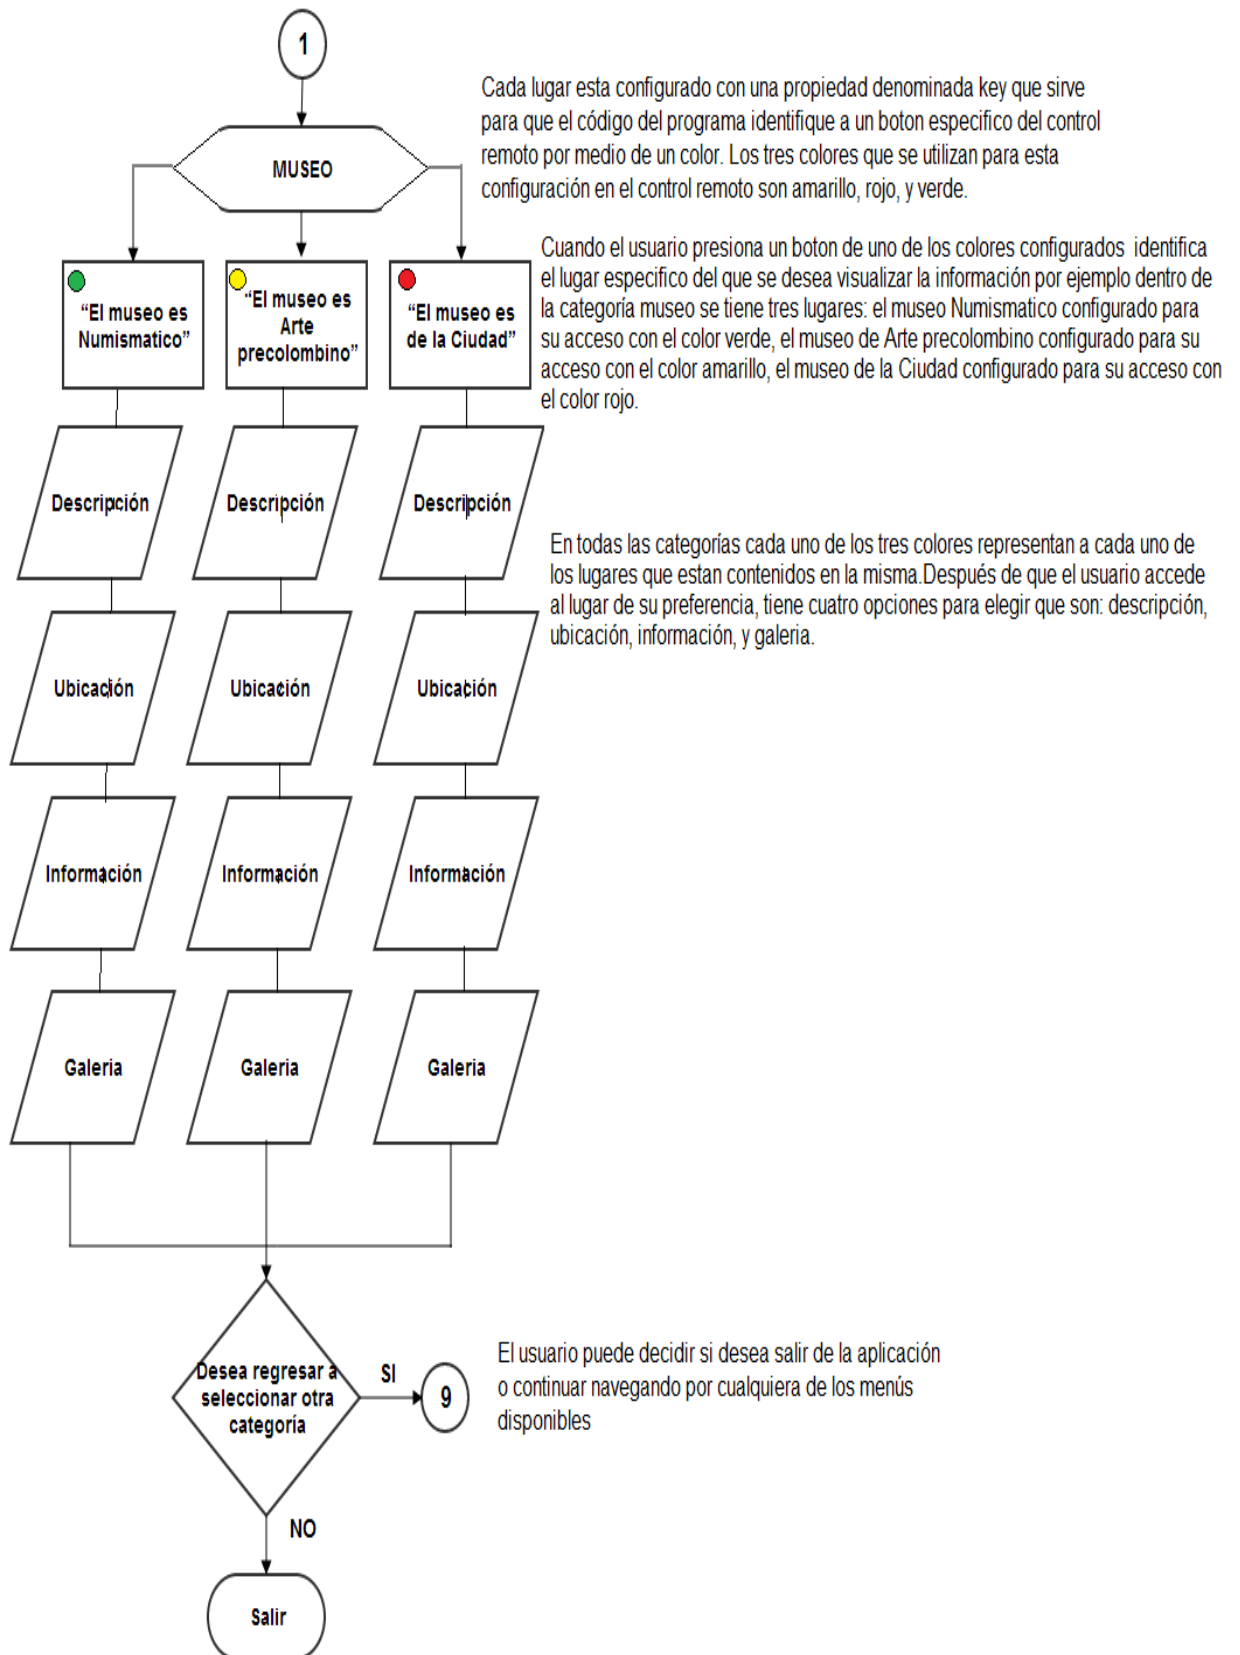 1
Cada lugar esta configurado con una propiedad denominada key que sirve
para que el código del programa identifique a un boton especifico del control
remoto por medio de un color. Los tres colores que se utilizan para esta
configuración en el control remoto son amarillo, rojo, y verde.
MUSEO
Cuando el usuario presiona un boton de uno de los colores configurados identifica
el lugar especifico del que se desea visualizar la información por ejemplo dentro de
la categoría museo se tiene tres lugares: el museo Numismatico configurado para
su acceso con el color verde, el museo de Arte precolombino configurado para su
acceso con el color amarillo, el museo de la Ciudad configurado para su acceso con
el color rojo.
“El museo es
Numismatico”
“El museo es
Arte
precolombino”
“El museo es
de la Ciudad”
Descripción
Descripción
Descripción
En todas las categorías cada uno de los tres colores representan a cada uno de
los lugares que estan contenidos en la misma.Después de que el usuario accede
al lugar de su preferencia, tiene cuatro opciones para elegir que son: descripción,
ubicación, información, y galeria.
Ubicación
Ubicación
Ubicación
Información
Información
Información
Galeria
Galeria
Galeria
Desea regresar a
seleccionar otra
categoría
SI
9
El usuario puede decidir si desea salir de la aplicación
o continuar navegando por cualquiera de los menús
disponibles
NO
Salir